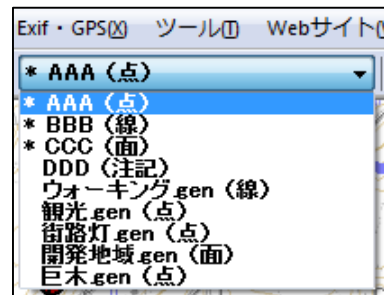 Exif・GPS(X) ツール(T) Webサイト(
* AAA（点）
* AAA（点）
* BBB（線）
* CCC（面）
DDD（注記）
ウォーキング.gen（線）
観光.gen（点）
街路灯.gen（点）
開発地域.gen（面）
巨木.gen（点）